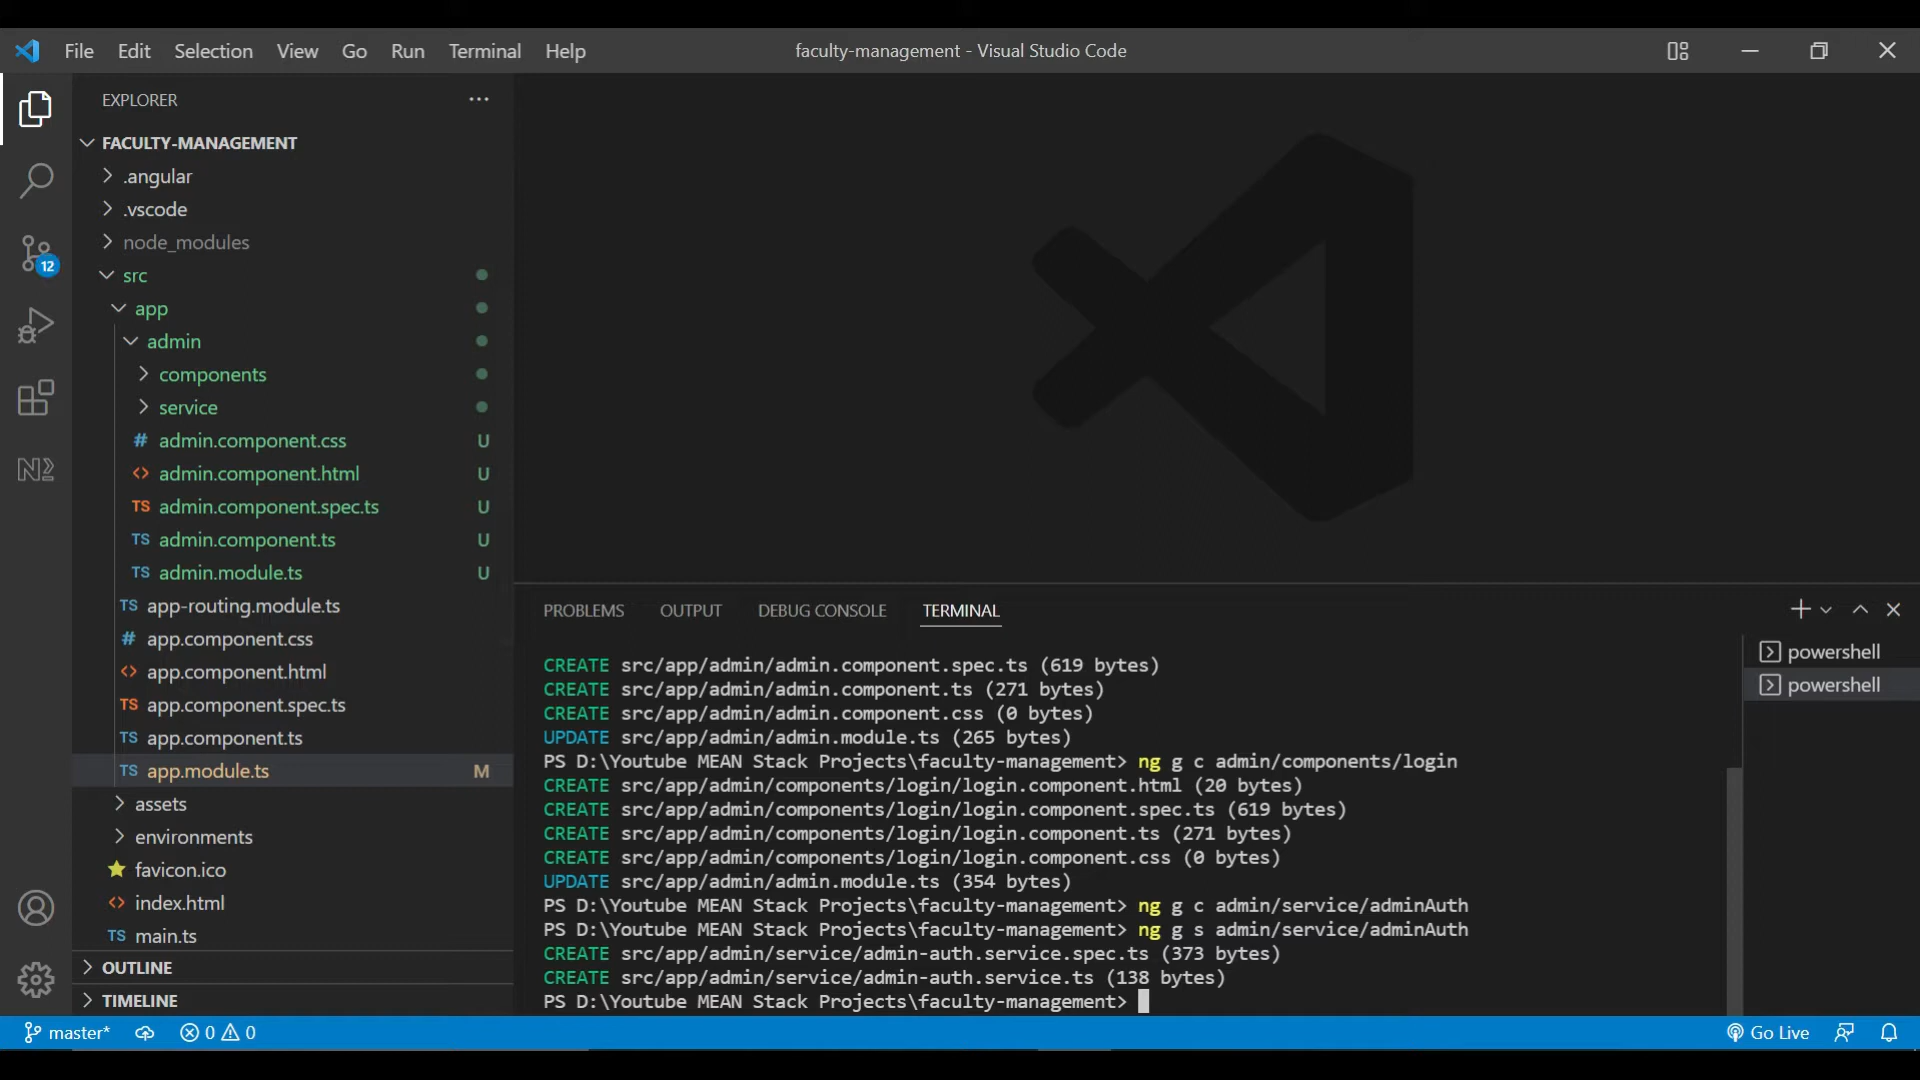 File Edit Selection View Go Run Terminal Help
faculty-management - Visual Studio Code
EXPLORER
FACULTY-MANAGEMENT
.angular
.vscode
node_modules
12
src
app
admin
components
service
# admin.component.css U
<> admin.component.html U
TS admin.component.spec.ts U
TS admin.component.ts U
TS admin.module.ts U
TS app-routing.module.ts
# app.component.css
<> app.component.html
TS app.component.spec.ts
TS app.component.ts
TS app.module.ts M
assets
environments
favicon.ico
<> index.html
TS main.ts
OUTLINE
TIMELINE
PROBLEMS OUTPUT DEBUG CONSOLE TERMINAL
powershell
powershell
CREATE src/app/admin/admin.component.spec.ts (619 bytes)
CREATE src/app/admin/admin.component.ts (271 bytes)
CREATE src/app/admin/admin.component.css (0 bytes)
UPDATE src/app/admin/admin.module.ts (265 bytes)
PS D:\Youtube MEAN Stack Projects\faculty-management> ng g c admin/components/login
CREATE src/app/admin/components/login/login.component.html (20 bytes)
CREATE src/app/admin/components/login/login.component.spec.ts (619 bytes)
CREATE src/app/admin/components/login/login.component.ts (271 bytes)
CREATE src/app/admin/components/login/login.component.css (0 bytes)
UPDATE src/app/admin/admin.module.ts (354 bytes)
PS D:\Youtube MEAN Stack Projects\faculty-management> ng g c admin/service/adminAuth
PS D:\Youtube MEAN Stack Projects\faculty-management> ng g s admin/service/adminAuth
CREATE src/app/admin/service/admin-auth.service.spec.ts (373 bytes)
CREATE src/app/admin/service/admin-auth.service.ts (138 bytes)
PS D:\Youtube MEAN Stack Projects\faculty-management>
master* 0 0
Go Live